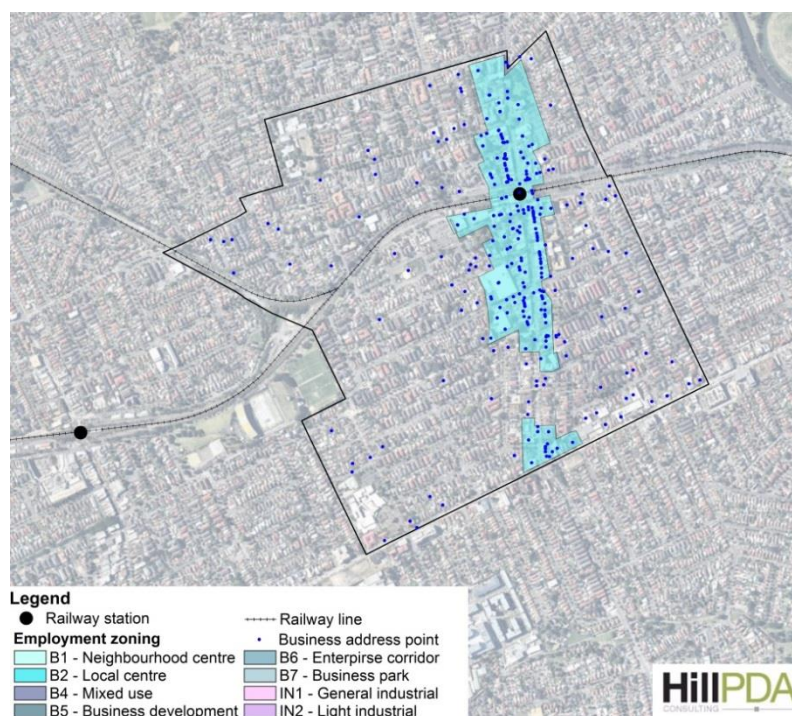 Legend
Railway station
Railway line
Employment zoning
Business address point
B1 - Neighbourhood centre
B6 - Enterpirse corridor
B2 - Local centre
B7 - Business park
B4 - Mixed use
IN1 - General industrial
B5 - Business development
IN2 - Light industrial
HillPDA
CONSULTING